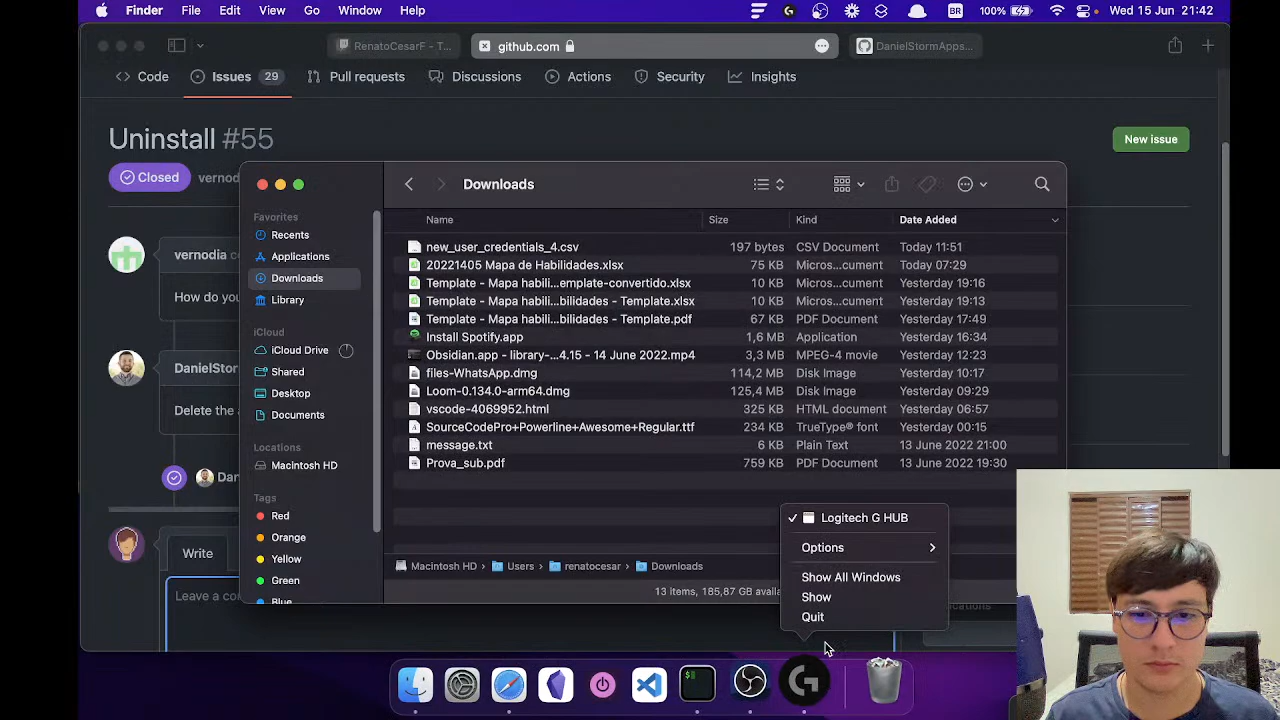 Finder File Edit View Go Window Help
BR 100% Wed 15 Jun 21:42
RenatoCesarF - T...
github.com
DanielStormApps...
Code
Issues 29
Pull requests
Discussions
Actions
Security
Insights
Uninstall #55
New issue
Closed
vernod
vernodia
How do you
DanielStor
Delete the
Dan
Write
Leave a co
Favorites
Recents
Applications
Downloads
Library
iCloud
iCloud Drive
Shared
Desktop
Documents
Locations
Macintosh HD
Tags
Red
Orange
Yellow
Green
Blue
Downloads
Name Size Kind Date Added
new_user_credentials_4.csv 197 bytes CSV Document Today 11:51
20221405 Mapa de Habilidades.xlsx 75 KB Micros...cument Today 07:29
Template - Mapa habili...emplate-convertido.xlsx 10 KB Micros...cument Yesterday 19:16
Template - Mapa habili...bilidades - Template.xlsx 10 KB Micros...cument Yesterday 19:13
Template - Mapa habili...bilidades - Template.pdf 67 KB PDF Document Yesterday 17:49
Install Spotify.app 1,6 MB Application Yesterday 16:34
Obsidian.app - library-...4.15 - 14 June 2022.mp4 3,3 MB MPEG-4 movie Yesterday 12:23
files-WhatsApp.dmg 114,2 MB Disk Image Yesterday 10:17
Loom-0.134.0-arm64.dmg 125,4 MB Disk Image Yesterday 09:29
vscode-4069952.html 325 KB HTML document Yesterday 06:57
SourceCodePro+Powerline+Awesome+Regular.ttf 234 KB TrueType® font Yesterday 00:15
message.txt 6 KB Plain Text 13 June 2022 21:00
Prova_sub.pdf 759 KB PDF Document 13 June 2022 19:30
Macintosh HD › Users › renatocesar › Downloads
13 items, 185,87 GB availa
Logitech G HUB
Options
Show All Windows
Show
Quit